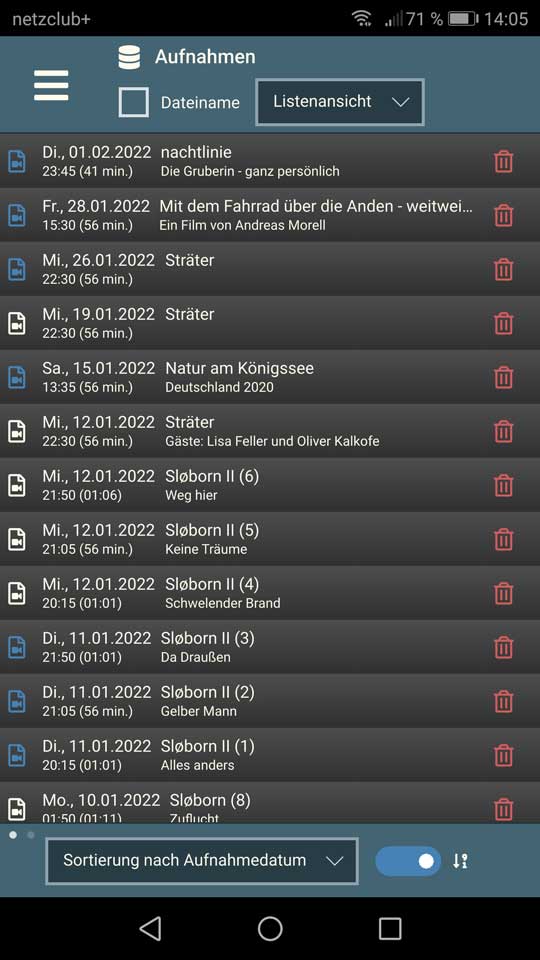 netzclub+ 71 % 14:05
Aufnahmen
Dateiname Listenansicht
Di., 01.02.2022 nachtlinie
23:45 (41 min.) Die Gruberin - ganz persönlich
Fr., 28.01.2022 Mit dem Fahrrad über die Anden - weitwei...
15:30 (56 min.) Ein Film von Andreas Morell
Mi., 26.01.2022 Sträter
22:30 (56 min.)
Mi., 19.01.2022 Sträter
22:30 (56 min.)
Sa., 15.01.2022 Natur am Königssee
13:35 (56 min.) Deutschland 2020
Mi., 12.01.2022 Sträter
22:30 (56 min.) Gäste: Lisa Feller und Oliver Kalkofe
Mi., 12.01.2022 Sløborn II (6)
21:50 (01:06) Weg hier
Mi., 12.01.2022 Sløborn II (5)
21:05 (56 min.) Keine Träume
Mi., 12.01.2022 Sløborn II (4)
20:15 (01:01) Schwelender Brand
Di., 11.01.2022 Sløborn II (3)
21:50 (01:01) Da Draußen
Di., 11.01.2022 Sløborn II (2)
21:05 (56 min.) Gelber Mann
Di., 11.01.2022 Sløborn II (1)
20:15 (01:01) Alles anders
Mo., 10.01.2022 Sløborn (8)
01:50 (01:11) Zuflucht
Sortierung nach Aufnahmedatum